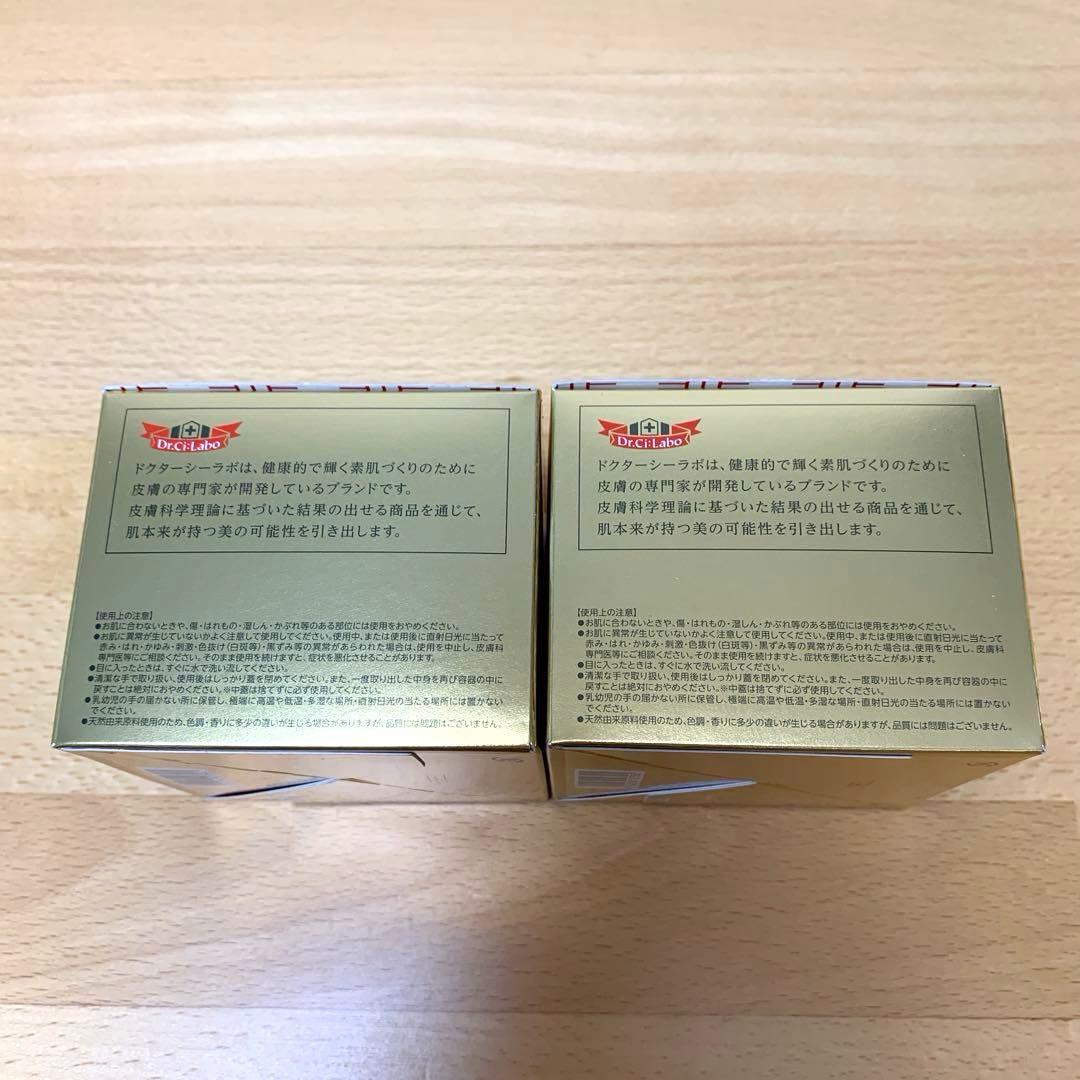 Dr.Ci:Labo
ドクターシーラボは、健康的で輝く素肌づくりのために
皮膚の専門家が開発しているブランドです。
皮膚科学理論に基づいた結果の出せる商品を通じて、
肌本来が持つ美の可能性を引き出します。
【使用上の注意】
●お肌に合わないときや、傷・はれもの・湿しん・かぶれ等のある部位には使用をおやめください。
●お肌に異常が生じていないかよく注意して使用してください。使用中、または使用後に直射日光に当たって
赤み・はれ・かゆみ・刺激・色抜け(白斑等)・黒ずみ等の異常があらわれた場合は、使用を中止し、皮膚科
専門医等にご相談ください。そのまま使用を続けますと、症状を悪化させることがあります。
●目に入ったときは、すぐに水で洗い流してください。
●清潔な手で取り扱い、使用後はしっかり蓋を閉めてください。また、一度取り出した中身を再び容器の中に
戻すことは絶対におやめください。※中蓋は捨てずに必ず使用してください。
●乳幼児の手の届かない所に保管し、極端に高温や低温・多湿な場所・直射日光の当たる場所には置かない
でください。
●天然由来原料使用のため、色調・香りに多少の違いが生じる場合がありますが、品質には問題はございません。
Dr.Ci:Labo
ドクターシーラボは、健康的で輝く素肌づくりのために
皮膚の専門家が開発しているブランドです。
皮膚科学理論に基づいた結果の出せる商品を通じて、
肌本来が持つ美の可能性を引き出します。
【使用上の注意】
●お肌に合わないときや、傷・はれもの・湿しん・かぶれ等のある部位には使用をおやめください。
●お肌に異常が生じていないかよく注意して使用してください。使用中、または使用後に直射日光に当たって
赤み・はれ・かゆみ・刺激・色抜け(白斑等)・黒ずみ等の異常があらわれた場合は、使用を中止し、皮膚科
専門医等にご相談ください。そのまま使用を続けますと、症状を悪化させることがあります。
●目に入ったときは、すぐに水で洗い流してください。
●清潔な手で取り扱い、使用後はしっかり蓋を閉めてください。また、一度取り出した中身を再び容器の中に
戻すことは絶対におやめください。※中蓋は捨てずに必ず使用してください。
●乳幼児の手の届かない所に保管し、極端に高温や低温・多湿な場所・直射日光の当たる場所には置かない
でください。
●天然由来原料使用のため、色調・香りに多少の違いが生じる場合がありますが、品質には問題はございません。